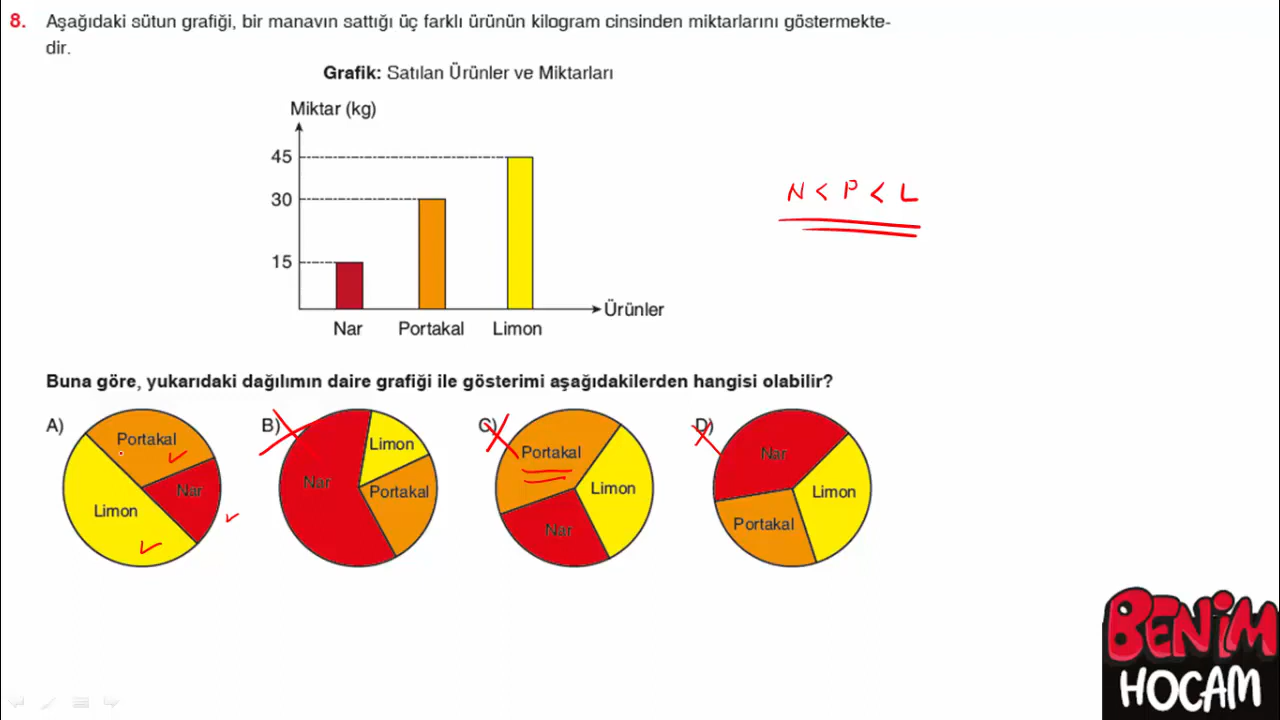 8. Aşağıdaki sütun grafiği, bir manavın sattığı üç farklı ürünün kilogram cinsinden miktarlarını göstermekte-
dir.
Grafik: Satılan Ürünler ve Miktarları
Miktar (kg)
45
30
15
Ürünler
Nar Portakal Limon
N < P < L
Buna göre, yukarıdaki dağılımın daire grafiği ile gösterimi aşağıdakilerden hangisi olabilir?
A)
Portakal
Nar
Limon
B)
Limon
Nar
Portakal
C)
Portakal
Limon
Nar
D)
Nar
Limon
Portakal
BENiM
HOCAM